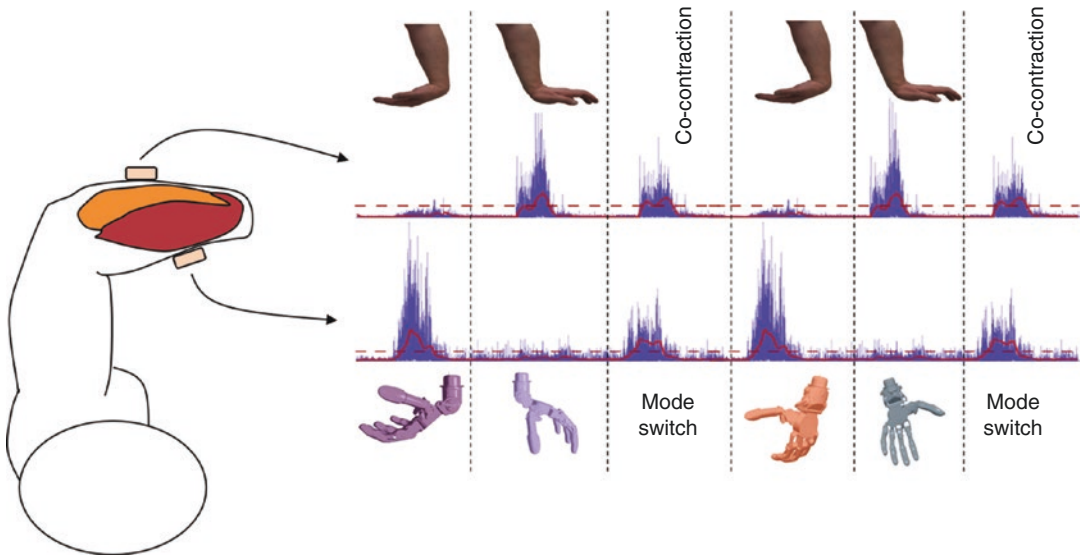 Co-contraction
Co-contraction
Mode
switch
Mode
switch